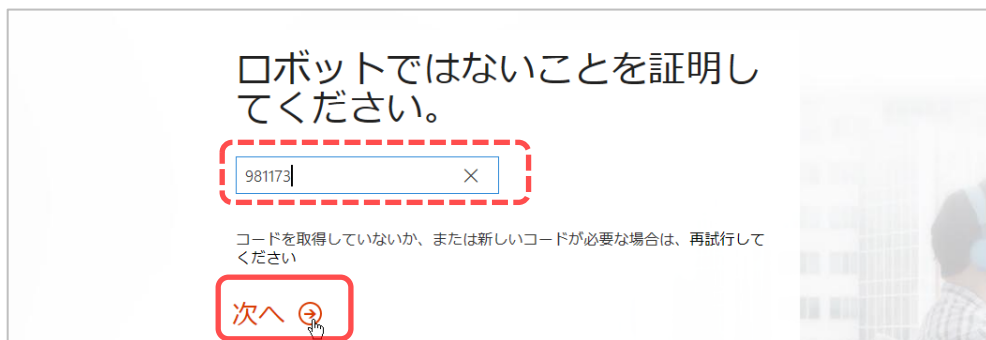 ロボットではないことを証明し
てください。
981173
コードを取得していないか、または新しいコードが必要な場合は、再試行して
ください
次へ